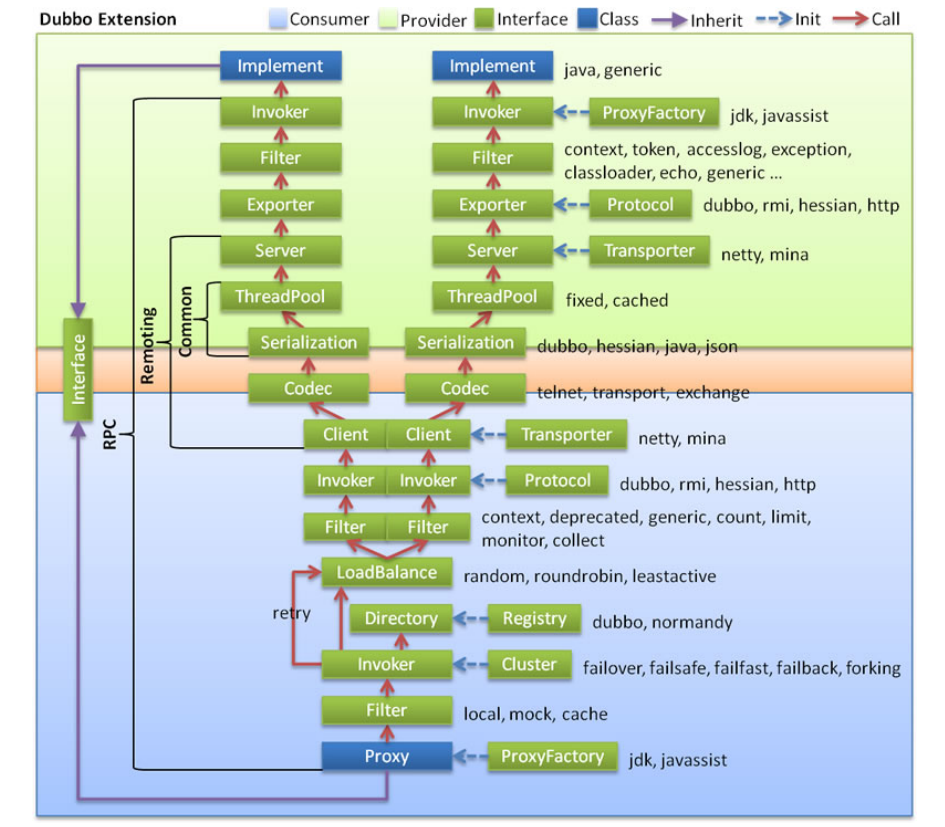 Dubbo Extension
Consumer Provider Interface Class Inherit Init Call
Implement Implement java, generic
Invoker Invoker ProxyFactory jdk, javassist
Filter Filter context, token, accesslog, exception,
classloader, echo, generic ...
Exporter Exporter Protocol dubbo, rmi, hessian, http
Server Server Transporter netty, mina
ThreadPool ThreadPool fixed, cached
Serialization Serialization dubbo, hessian, java, json
Codec Codec telnet, transport, exchange
Common
Remoting
Interface
RPC
Client Client Transporter netty, mina
Invoker Invoker Protocol dubbo, rmi, hessian, http
Filter Filter context, deprecated, generic, count, limit,
monitor, collect
LoadBalance random, roundrobin, leastactive
retry
Directory Registry dubbo, normandy
Invoker Cluster failover, failsafe, failfast, failback, forking
Filter local, mock, cache
Proxy ProxyFactory jdk, javassist